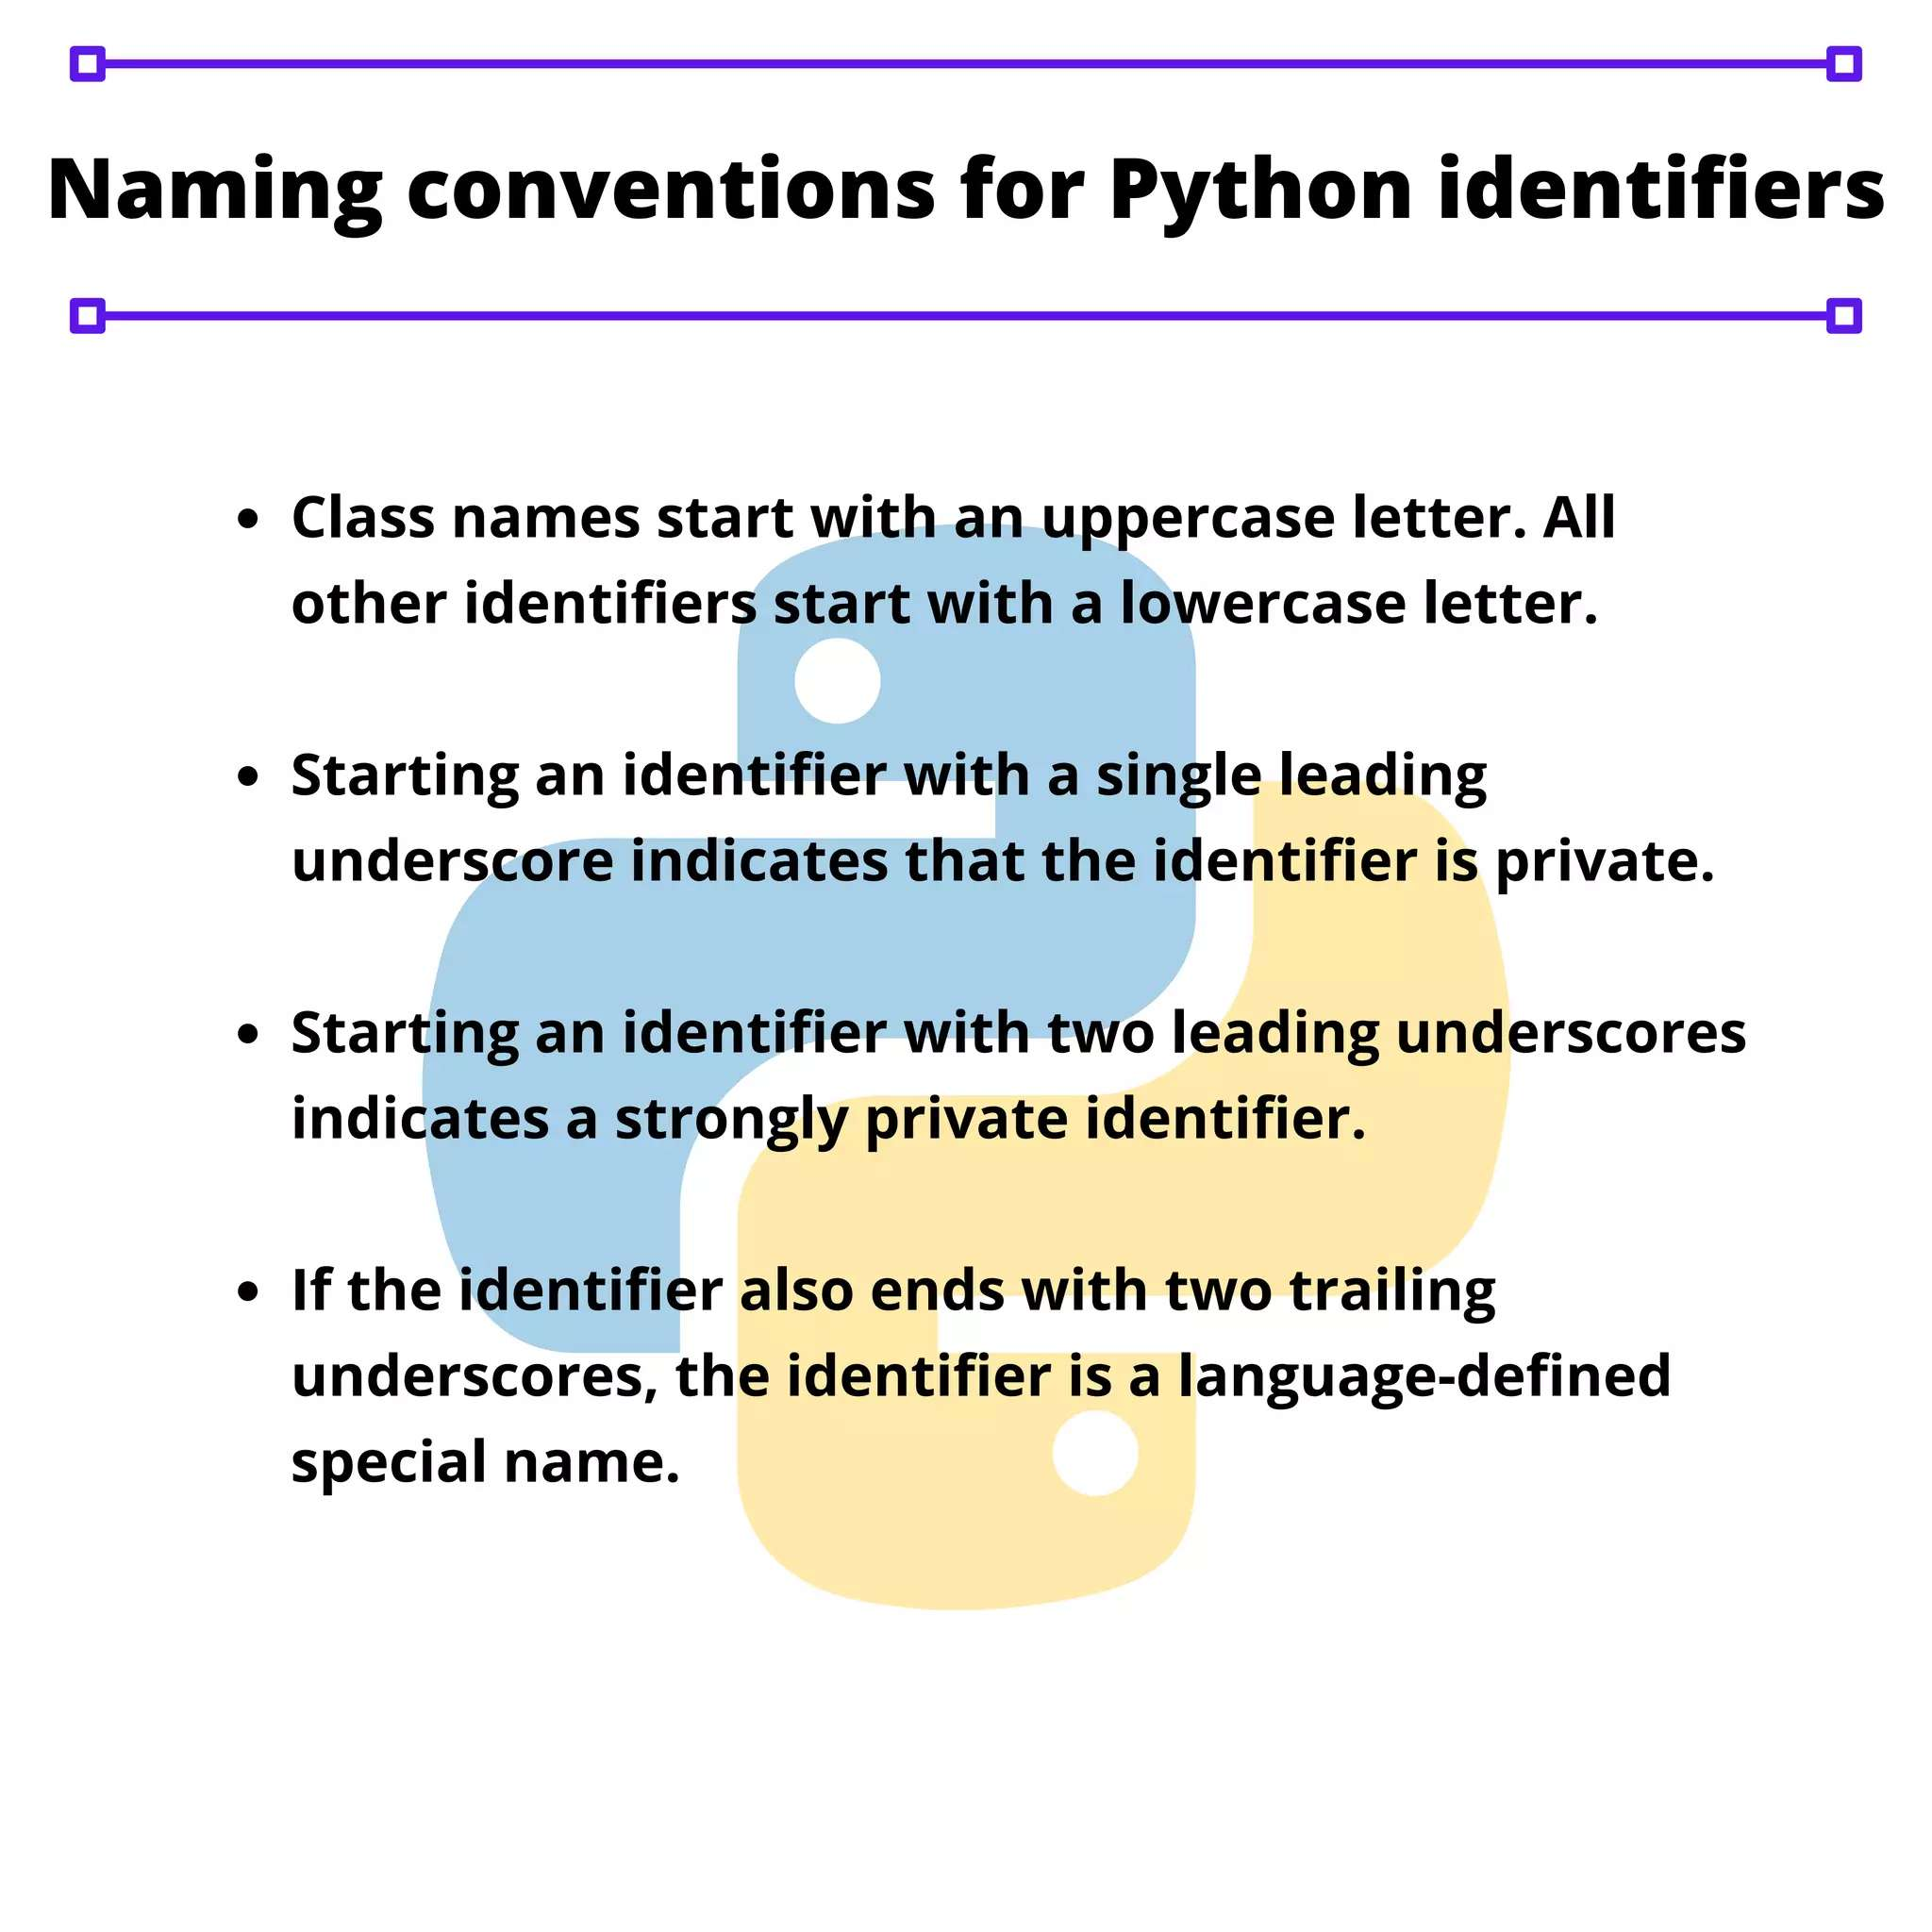 Naming conventions for Python identifiers
• Class names start with an uppercase letter. All
other identifiers start with a lowercase letter.
• Starting an identifier with a single leading
underscore indicates that the identifier is private.
• Starting an identifier with two leading underscores
indicates a strongly private identifier.
• If the identifier also ends with two trailing
underscores, the identifier is a language-defined
special name.